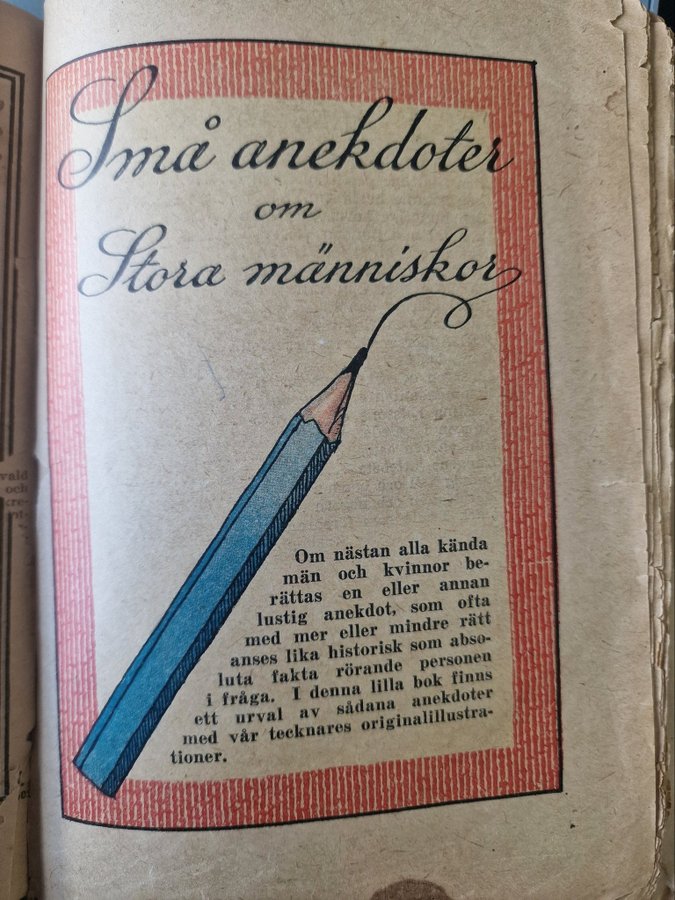 Små anekdoter
om
Stora människor
Om nästan alla kända
män och kvinnor be-
rättas en eller annan
lustig anekdot, som ofta
med mer eller mindre rätt
anses lika historisk som abso-
luta fakta rörande personen
i fråga. I denna lilla bok finns
ett urval av sådana anekdoter
med vår tecknares originalillustra-
tioner.
vald
och